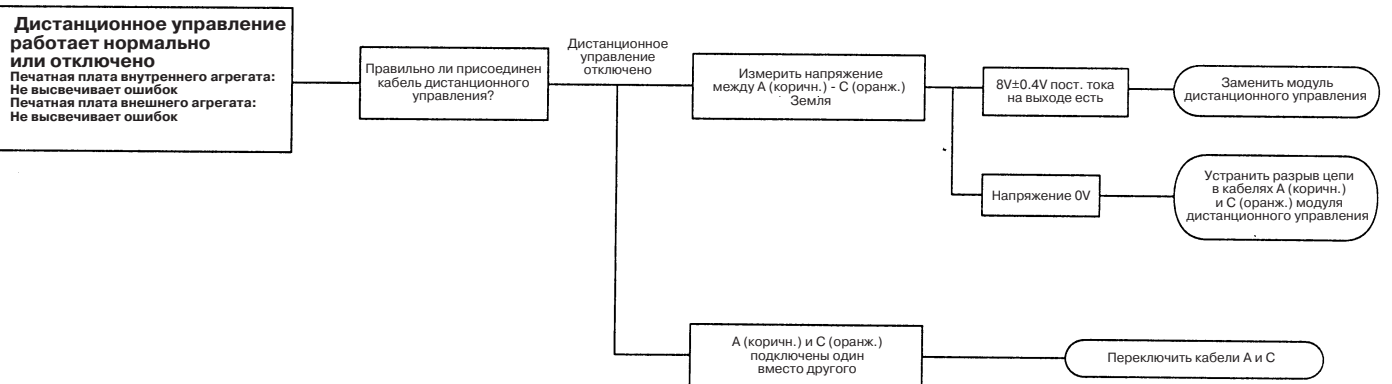 Дистанционное управление
работает нормально
или отключено
Печатная плата внутреннего агрегата:
Не высвечивает ошибок
Печатная плата внешнего агрегата:
Не высвечивает ошибок
Правильно ли присоединен
кабель дистанционного
управления?
Дистанционное
управление
отключено
Измерить напряжение
между А (коричн.) - С (оранж.)
Земля
8V±0.4V пост. тока
на выходе есть
Заменить модуль
дистанционного управления
Напряжение 0V
Устранить разрыв цепи
в кабелях А (коричн.)
и С (оранж.) модуля
дистанционного управления
А (коричн.) и С (оранж.)
подключены один
вместо другого
Переключить кабели А и С